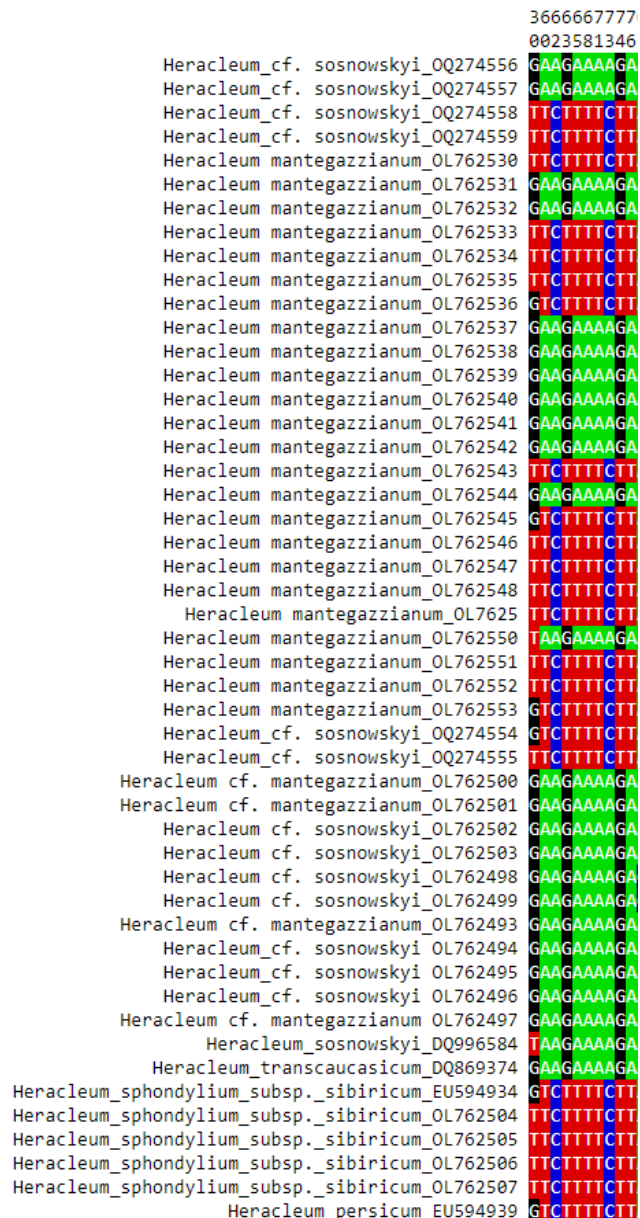 3666667777
0023581346
Heracleum_cf. sosnowskyi_OQ274556 GAAGAAAAGA
Heracleum_cf. sosnowskyi_OQ274557 GAAGAAAAGA
Heracleum_cf. sosnowskyi_OQ274558 TTCTTTTCTT
Heracleum_cf. sosnowskyi_OQ274559 TTCTTTTCTT
Heracleum mantegazzianum_OL762530 TTCTTTTCTT
Heracleum mantegazzianum_OL762531 GAAGAAAAGA
Heracleum mantegazzianum_OL762532 GAAGAAAAGA
Heracleum mantegazzianum_OL762533 TTCTTTTCTT
Heracleum mantegazzianum_OL762534 TTCTTTTCTT
Heracleum mantegazzianum_OL762535 TTCTTTTCTT
Heracleum mantegazzianum_OL762536 GTCTTTTCTT
Heracleum mantegazzianum_OL762537 GAAGAAAAGA
Heracleum mantegazzianum_OL762538 GAAGAAAAGA
Heracleum mantegazzianum_OL762539 GAAGAAAAGA
Heracleum mantegazzianum_OL762540 GAAGAAAAGA
Heracleum mantegazzianum_OL762541 GAAGAAAAGA
Heracleum mantegazzianum_OL762542 GAAGAAAAGA
Heracleum mantegazzianum_OL762543 TTCTTTTCTT
Heracleum mantegazzianum_OL762544 GAAGAAAAGA
Heracleum mantegazzianum_OL762545 GTCTTTTCTT
Heracleum mantegazzianum_OL762546 TTCTTTTCTT
Heracleum mantegazzianum_OL762547 TTCTTTTCTT
Heracleum mantegazzianum_OL762548 TTCTTTTCTT
Heracleum mantegazzianum_OL7625 TTCTTTTCTT
Heracleum mantegazzianum_OL762550 TAAGAAAAGA
Heracleum mantegazzianum_OL762551 TTCTTTTCTT
Heracleum mantegazzianum_OL762552 TTCTTTTCTT
Heracleum mantegazzianum_OL762553 GTCTTTTCTT
Heracleum_cf. sosnowskyi_OQ274554 GTCTTTTCTT
Heracleum_cf. sosnowskyi_OQ274555 TTCTTTTCTT
Heracleum cf. mantegazzianum_OL762500 GAAGAAAAGA
Heracleum cf. mantegazzianum_OL762501 GAAGAAAAGA
Heracleum cf. sosnowskyi_OL762502 GAAGAAAAGA
Heracleum cf. sosnowskyi_OL762503 GAAGAAAAGA
Heracleum cf. sosnowskyi_OL762498 GAAGAAAAGA
Heracleum cf. sosnowskyi_OL762499 GAAGAAAAGA
Heracleum cf. mantegazzianum_OL762493 GAAGAAAAGA
Heracleum_cf. sosnowskyi OL762494 GAAGAAAAGA
Heracleum_cf. sosnowskyi OL762495 GAAGAAAAGA
Heracleum_cf. sosnowskyi OL762496 GAAGAAAAGA
Heracleum cf. mantegazzianum OL762497 GAAGAAAAGA
Heracleum_sosnowskyi_DQ996584 TAAGAAAAGA
Heracleum_transcaucasicum_DQ869374 GAAGAAAAGA
Heracleum_sphondylium_subsp._sibiricum_EU594934 GTCTTTTCTT
Heracleum_sphondylium_subsp._sibiricum_OL762504 TTCTTTTCTT
Heracleum_sphondylium_subsp._sibiricum_OL762505 TTCTTTTCTT
Heracleum_sphondylium_subsp._sibiricum_OL762506 TTCTTTTCTT
Heracleum_sphondylium_subsp._sibiricum_OL762507 TTCTTTTCTT
Heracleum persicum EU594939 GTCTTTTCTT